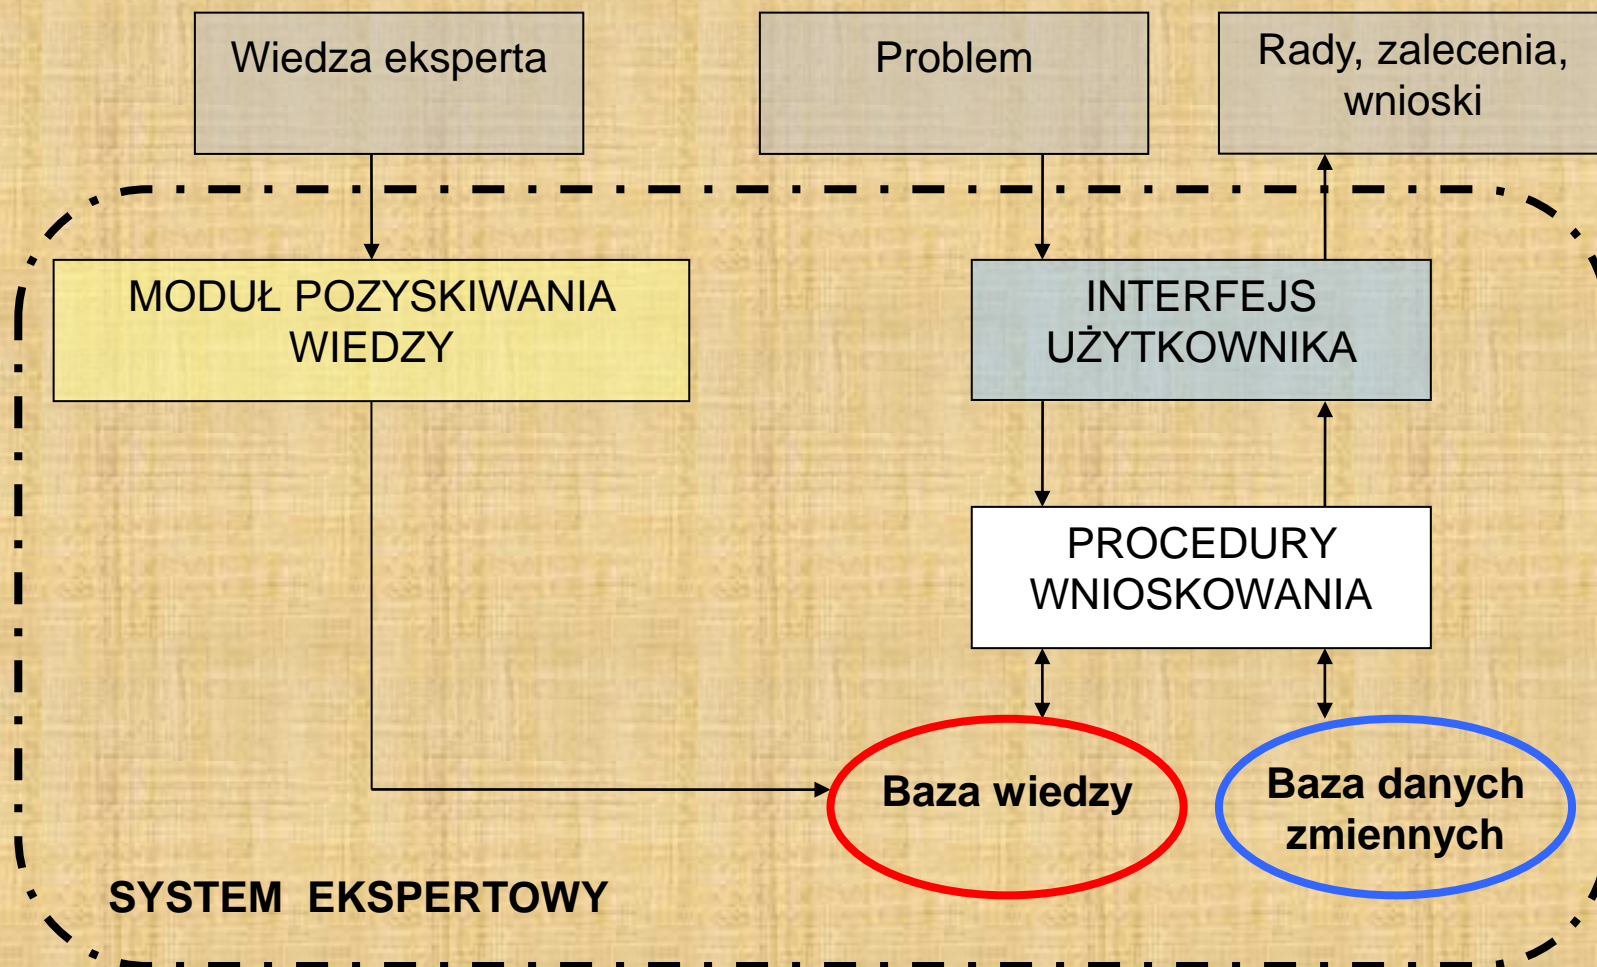 Wiedza eksperta
Problem
Rady, zalecenia,
wnioski
MODUŁ POZYSKIWANIA
WIEDZY
INTERFEJS
UŻYTKOWNIKA
PROCEDURY
WNIOSKOWANIA
Baza wiedzy
Baza danych
zmiennych
SYSTEM EKSPERTOWY